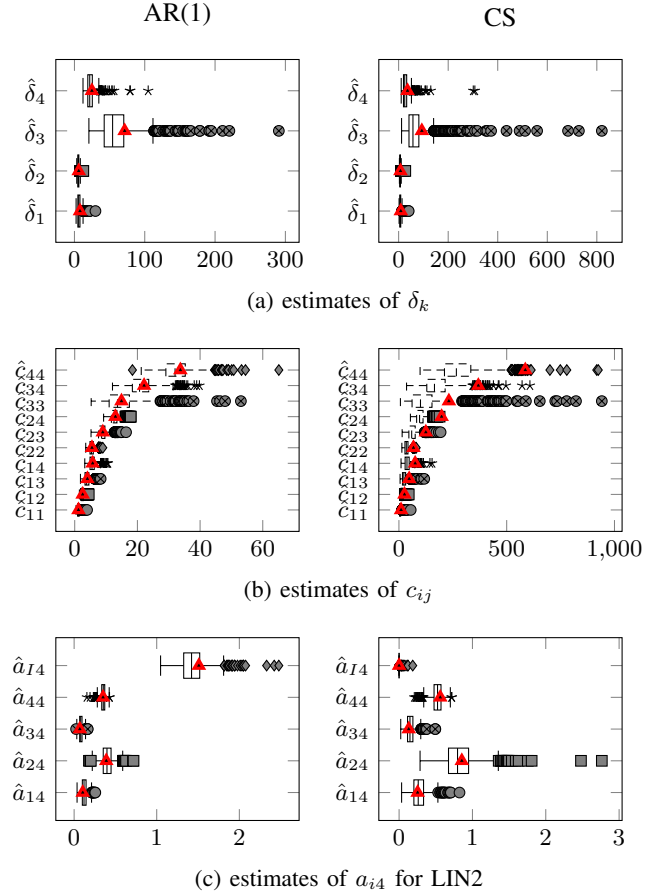 AR(1) CS
δ̂4 δ̂4
δ̂3 δ̂3
δ̂2 δ̂2
δ̂1 δ̂1
0 100 200 300 0 200 400 600 800
(a) estimates of δk
ĉ44 ĉ44
ĉ34 ĉ34
ĉ33 ĉ33
ĉ24 ĉ24
ĉ23 ĉ23
ĉ22 ĉ22
ĉ14 ĉ14
ĉ13 ĉ13
ĉ12 ĉ12
ĉ11 ĉ11
0 20 40 60 0 500 1,000
(b) estimates of cij
âI4 âI4
â44 â44
â34 â34
â24 â24
â14 â14
0 1 2 0 1 2 3
(c) estimates of ai4 for LIN2